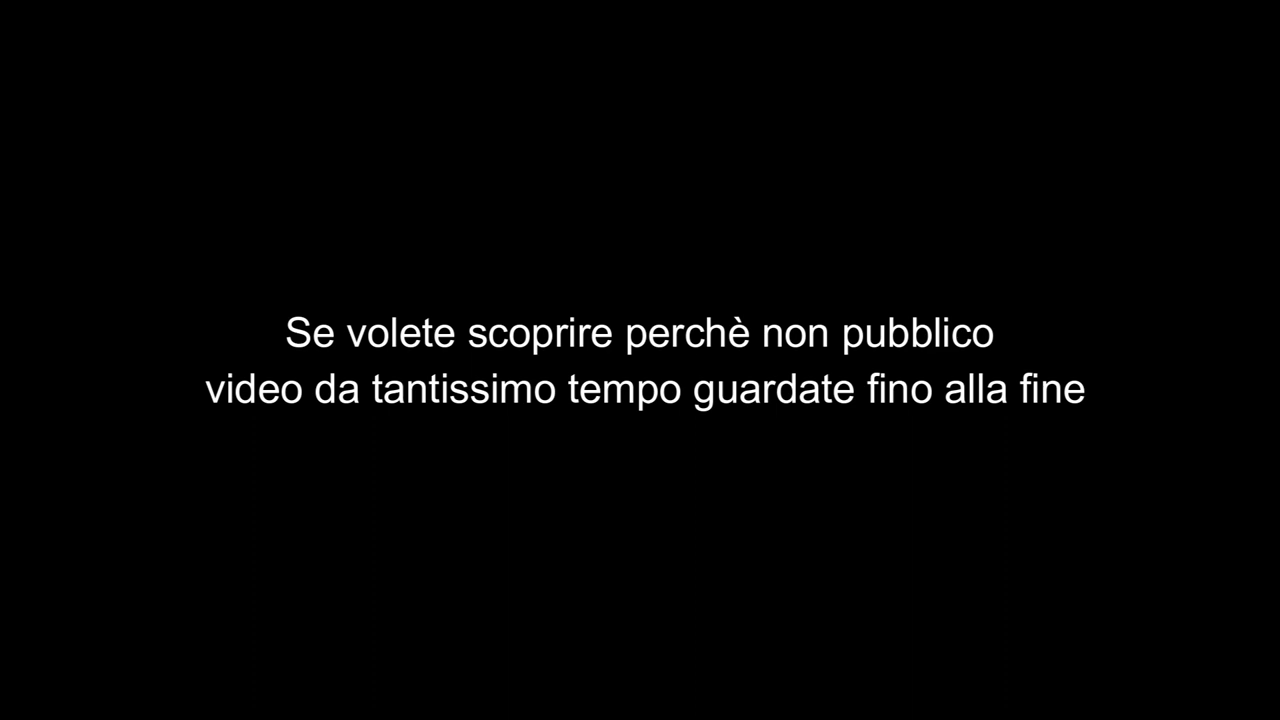 Se volete scoprire perchè non pubblico
video da tantissimo tempo guardate fino alla fine